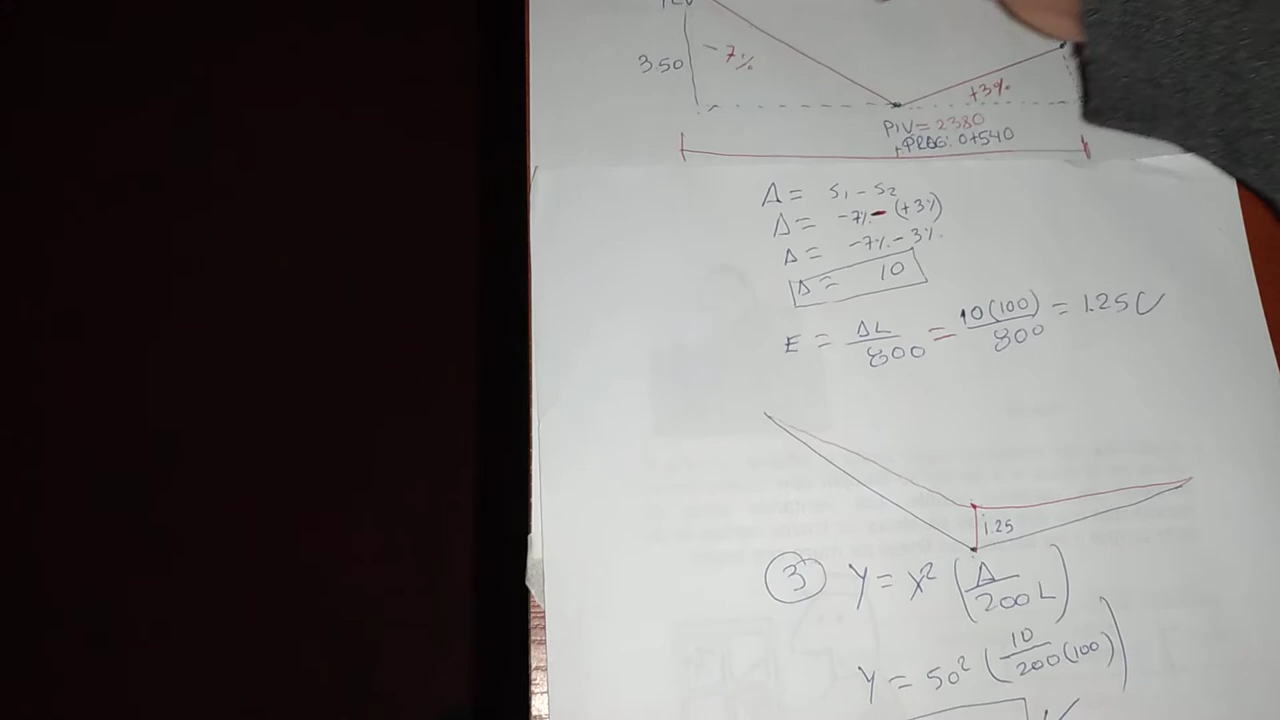 -7%
3.50
+3%
PIV= 2380
PROG: 0+540
A = S1 - S2
Δ = -7% - (+3%)
Δ = -7% - 3%.
Δ = 10
E = ΔL/800 = 10(100)/800 = 1.25
1.25
③ Y = X² (A/200L)
Y = 50² (10/200(100))